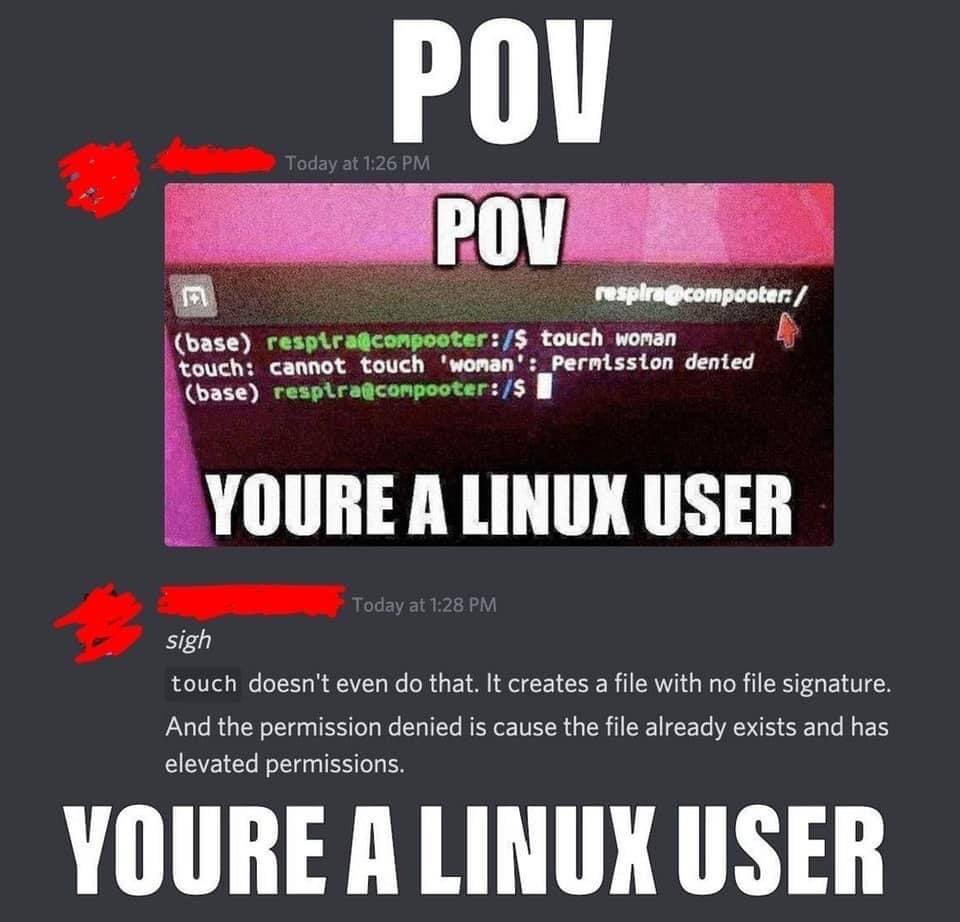 POV
Today at 1:26 PM
POV
respira@compooter: /
(base) respira@compooter:/$ touch woman
touch: cannot touch 'woman': Permission denied
(base) respira@compooter:/$
YOURE A LINUX USER
Today at 1:28 PM
sigh
touch doesn't even do that. It creates a file with no file signature.
And the permission denied is cause the file already exists and has
elevated permissions.
YOURE A LINUX USER